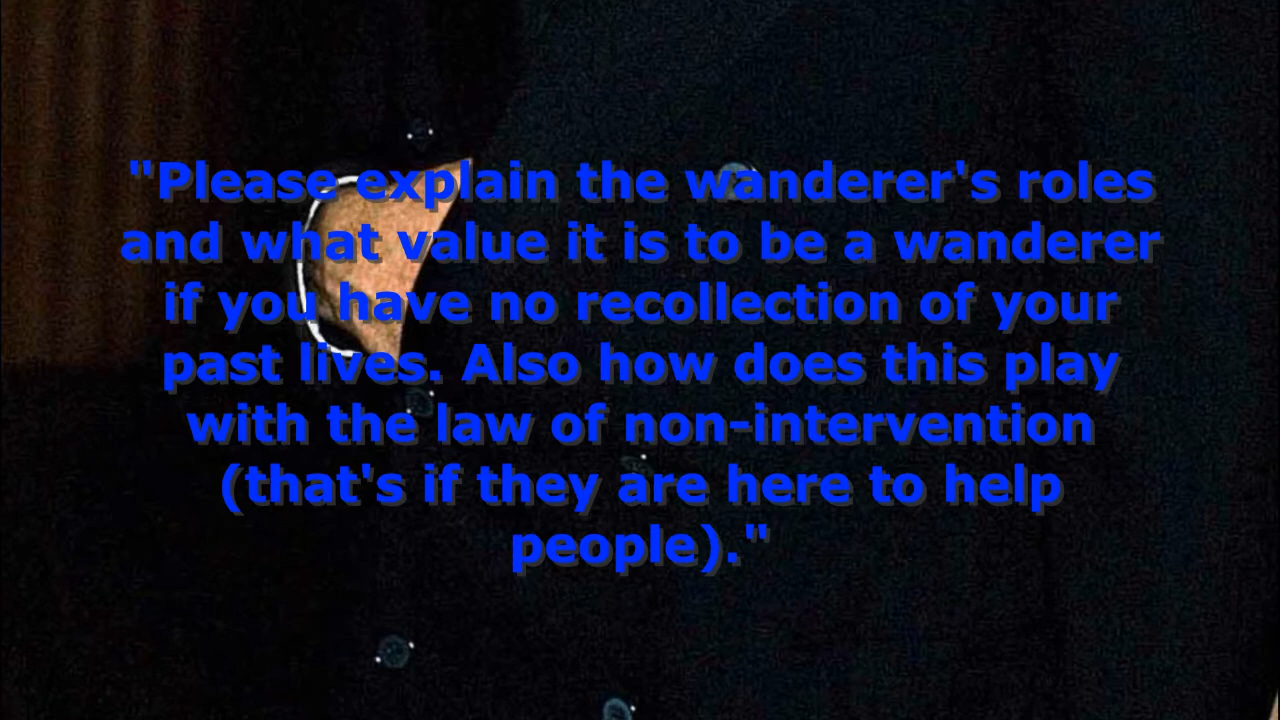 "Please explain the wanderer's roles
and what value it is to be a wanderer
if you have no recollection of your
past lives. Also how does this play
with the law of non-intervention
(that's if they are here to help
people)."